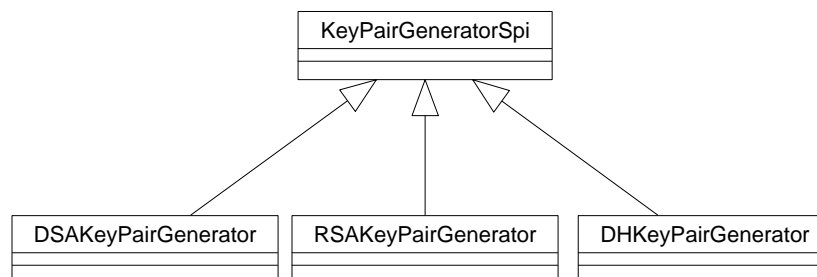 KeyPairGeneratorSpi
DSAKeyPairGenerator
RSAKeyPairGenerator
DHKeyPairGenerator